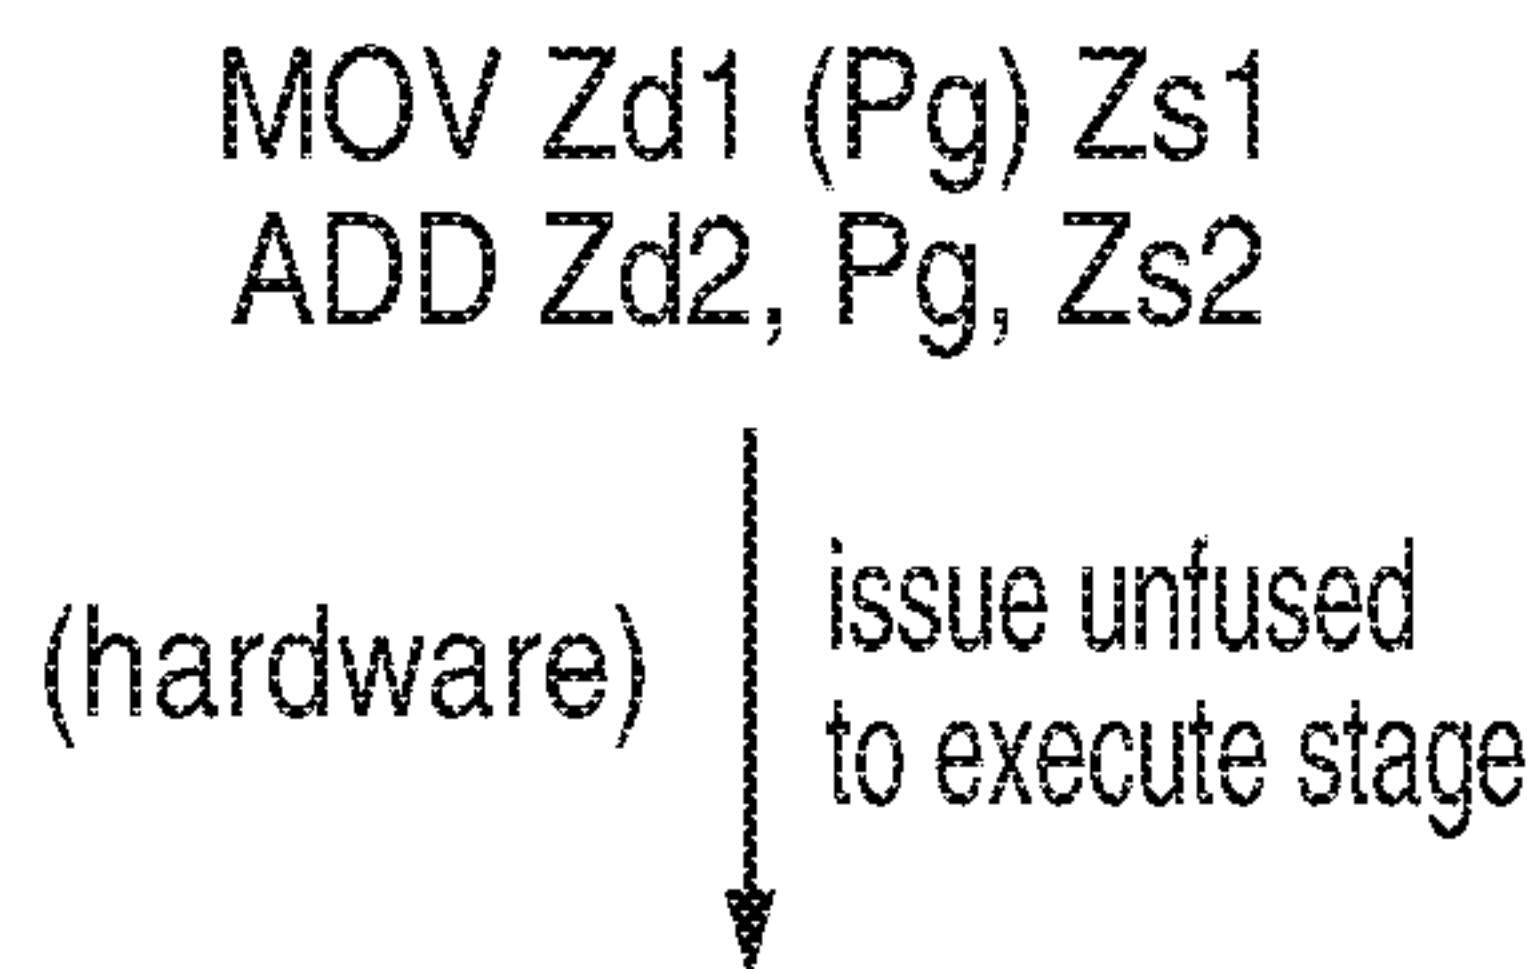 MOV Zd1 (Pg) Zs1
ADD Zd2, Pg, Zs2
(hardware)
issue unfused
to execute stage